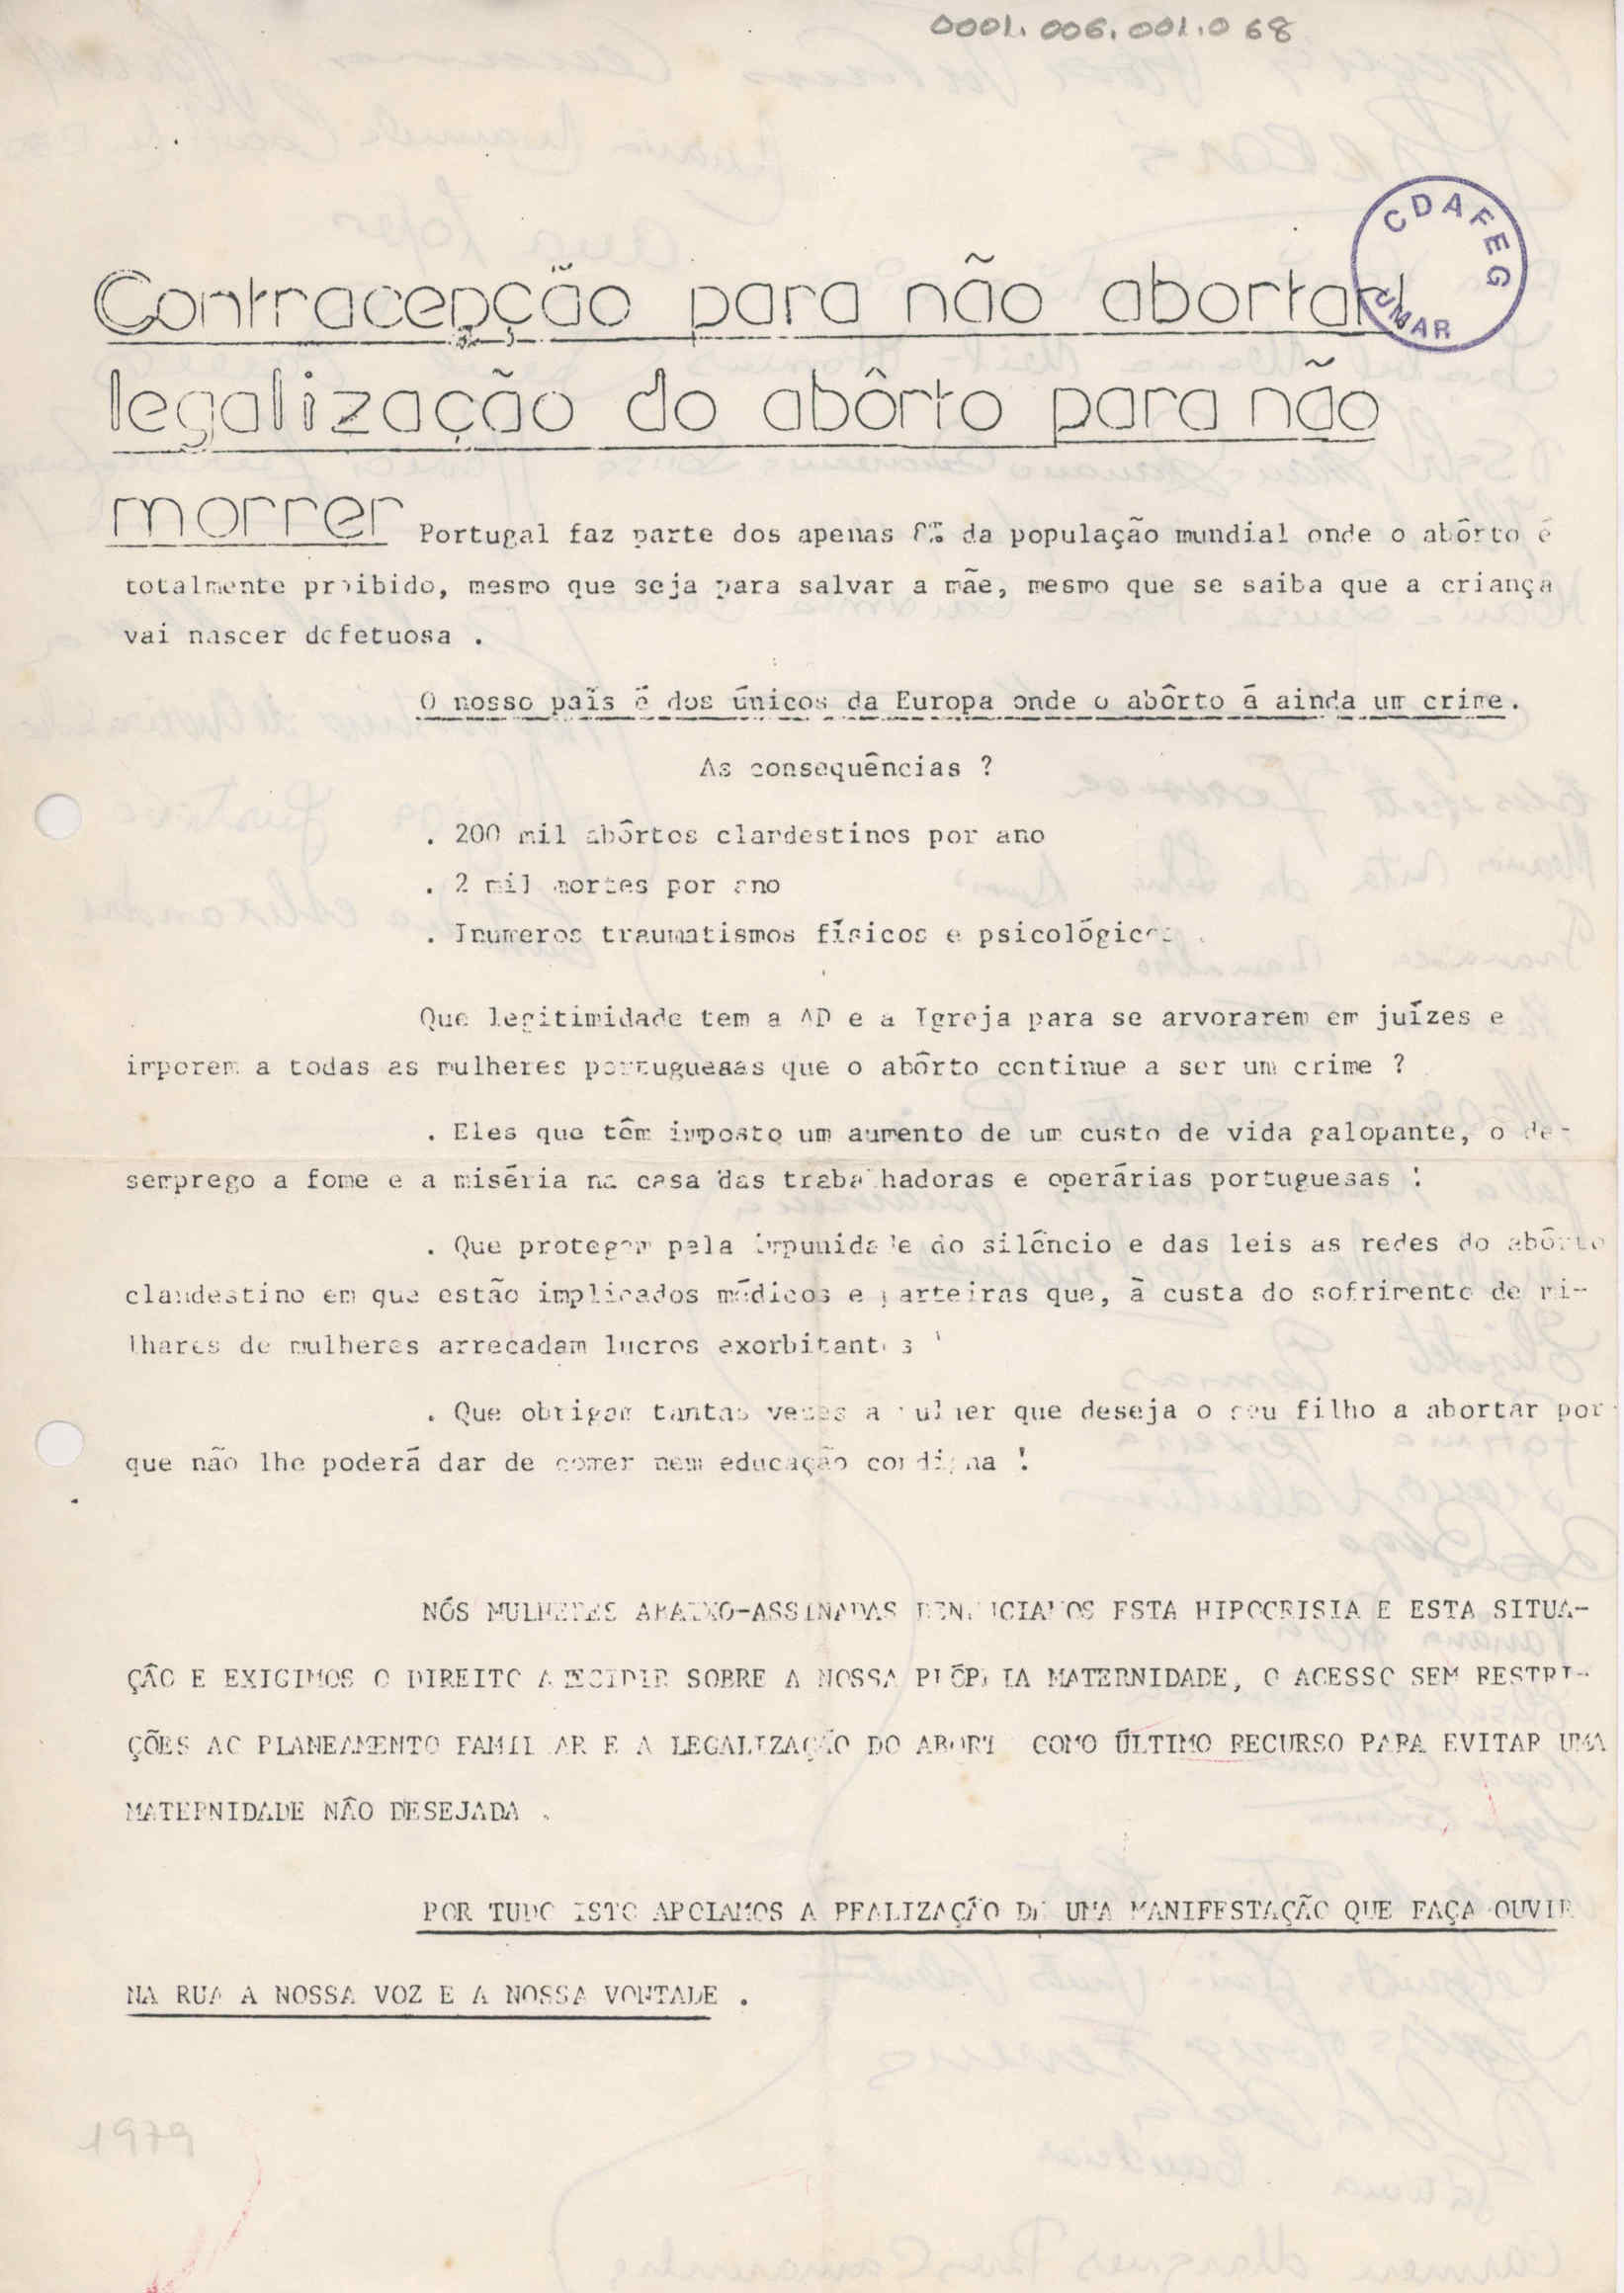 0001.006.001.068
CDAFEG
UMAR
Contracepção para não abortar
legalização do abôrto para não
morrer Portugal faz parte dos apenas 8% da população mundial onde o abôrto é
totalmente proibido, mesmo que seja para salvar a mãe, mesmo que se saiba que a criança
vai nascer defetuosa .
O nosso país é dos únicos da Europa onde o abôrto é ainda um crime.
As consequências ?
. 200 mil abôrtos clandestinos por ano
. 2 mil mortes por ano
. Inumeros traumatismos físicos e psicológicos .
Que legitimidade tem a AD e a Igreja para se arvorarem em juízes e
imporem a todas as mulheres portuguesas que o abôrto continue a ser um crime ?
. Eles que têm imposto um aumento de um custo de vida galopante, o de-
semprego a fome e a miséria na casa das trabalhadoras e operárias portuguesas !
. Que protegem pela impunidade do silêncio e das leis as redes do abôrto
clandestino em que estão implicados médicos e parteiras que, à custa do sofrimento de mi-
lhares de mulheres arrecadam lucros exorbitantes !
. Que obrigam tantas vezes a mulher que deseja o seu filho a abortar por-
que não lhe poderá dar de comer nem educação condigna !
NÓS MULHERES ABAIXO-ASSINADAS DENUNCIAMOS ESTA HIPOCRISIA E ESTA SITUA-
ÇÃO E EXIGIMOS O DIREITO A DECIDIR SOBRE A NOSSA PRÓPRIA MATERNIDADE, O ACESSO SEM RESTRI-
ÇÕES AO PLANEAMENTO FAMILIAR E A LEGALIZAÇÃO DO ABORTO COMO ÚLTIMO RECURSO PARA EVITAR UMA
MATERNIDADE NÃO DESEJADA .
POR TUDO ISTO APOIAMOS A REALIZAÇÃO DE UMA MANIFESTAÇÃO QUE FAÇA OUVIR
NA RUA A NOSSA VOZ E A NOSSA VONTADE .
1979